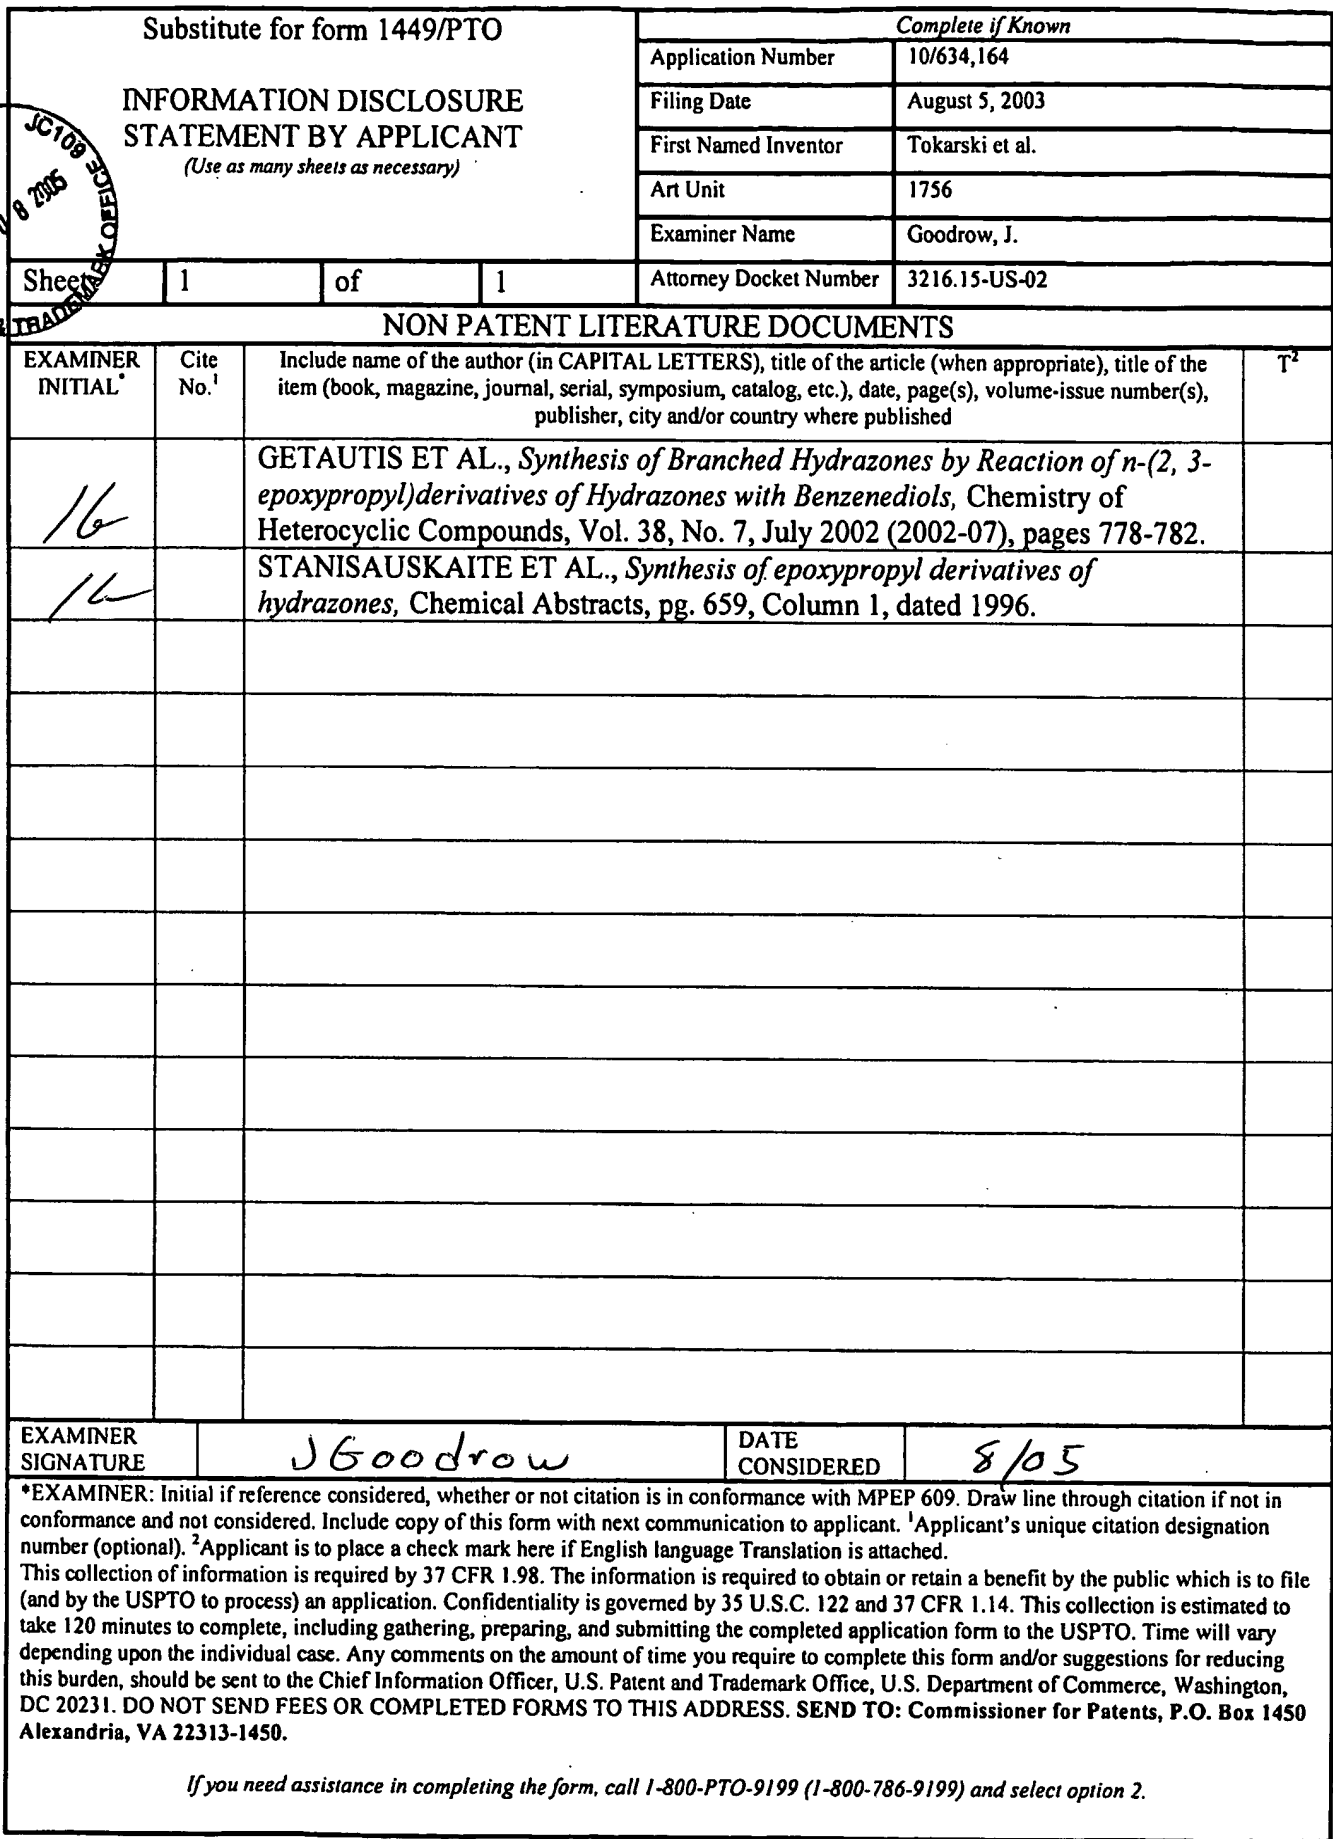 Substitute for form 1449/PTO
INFORMATION DISCLOSURE
STATEMENT BY APPLICANT
(Use as many sheets as necessary)
Complete if Known
Application Number 10/634,164
Filing Date August 5, 2003
First Named Inventor Tokarski et al.
Art Unit 1756
Examiner Name Goodrow, J.
Sheet 1 of 1 Attorney Docket Number 3216.15-US-02
JC109
8 2005
OFFICE
TRADEMARK
NON PATENT LITERATURE DOCUMENTS
EXAMINER INITIAL*
Cite No.¹
Include name of the author (in CAPITAL LETTERS), title of the article (when appropriate), title of the
item (book, magazine, journal, serial, symposium, catalog, etc.), date, page(s), volume-issue number(s),
publisher, city and/or country where published
T²
GETAUTIS ET AL., Synthesis of Branched Hydrazones by Reaction of n-(2, 3-
epoxypropyl)derivatives of Hydrazones with Benzenediols, Chemistry of
Heterocyclic Compounds, Vol. 38, No. 7, July 2002 (2002-07), pages 778-782.
STANISAUSKAITE ET AL., Synthesis of epoxypropyl derivatives of
hydrazones, Chemical Abstracts, pg. 659, Column 1, dated 1996.
EXAMINER
SIGNATURE
J Goodrow
DATE
CONSIDERED
8/05
*EXAMINER: Initial if reference considered, whether or not citation is in conformance with MPEP 609. Draw line through citation if not in
conformance and not considered. Include copy of this form with next communication to applicant. ¹Applicant's unique citation designation
number (optional). ²Applicant is to place a check mark here if English language Translation is attached.
This collection of information is required by 37 CFR 1.98. The information is required to obtain or retain a benefit by the public which is to file
(and by the USPTO to process) an application. Confidentiality is governed by 35 U.S.C. 122 and 37 CFR 1.14. This collection is estimated to
take 120 minutes to complete, including gathering, preparing, and submitting the completed application form to the USPTO. Time will vary
depending upon the individual case. Any comments on the amount of time you require to complete this form and/or suggestions for reducing
this burden, should be sent to the Chief Information Officer, U.S. Patent and Trademark Office, U.S. Department of Commerce, Washington,
DC 20231. DO NOT SEND FEES OR COMPLETED FORMS TO THIS ADDRESS. SEND TO: Commissioner for Patents, P.O. Box 1450
Alexandria, VA 22313-1450.
If you need assistance in completing the form, call 1-800-PTO-9199 (1-800-786-9199) and select option 2.